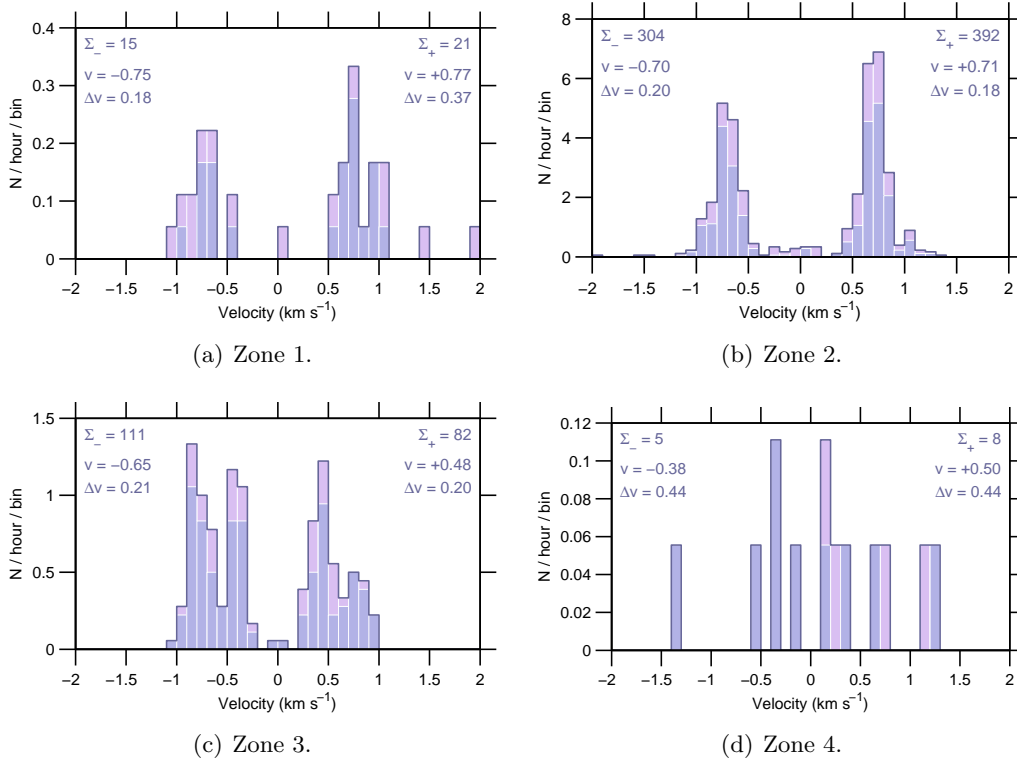 0.4
0.3
0.2
0.1
0
N / hour / bin
Σ₋ = 15
v = −0.75
Δv = 0.18
Σ₊ = 21
v = +0.77
Δv = 0.37
−2 −1.5 −1 −0.5 0 0.5 1 1.5 2
Velocity (km s⁻¹)
(a) Zone 1.
8
6
4
2
0
N / hour / bin
Σ₋ = 304
v = −0.70
Δv = 0.20
Σ₊ = 392
v = +0.71
Δv = 0.18
−2 −1.5 −1 −0.5 0 0.5 1 1.5 2
Velocity (km s⁻¹)
(b) Zone 2.
1.5
1
0.5
0
N / hour / bin
Σ₋ = 111
v = −0.65
Δv = 0.21
Σ₊ = 82
v = +0.48
Δv = 0.20
−2 −1.5 −1 −0.5 0 0.5 1 1.5 2
Velocity (km s⁻¹)
(c) Zone 3.
0.12
0.1
0.08
0.06
0.04
0.02
0
N / hour / bin
Σ₋ = 5
v = −0.38
Δv = 0.44
Σ₊ = 8
v = +0.50
Δv = 0.44
−2 −1.5 −1 −0.5 0 0.5 1 1.5 2
Velocity (km s⁻¹)
(d) Zone 4.